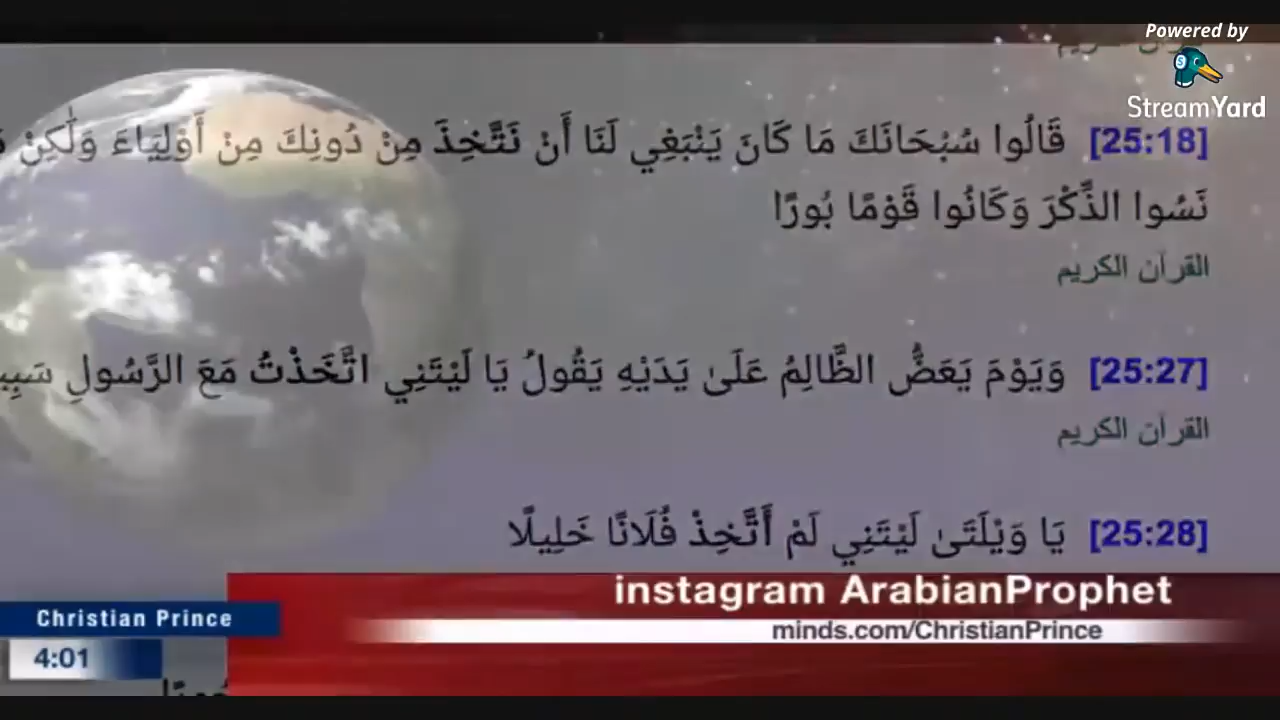 Powered by
StreamYard
[25:18] قَالُوا سُبْحَانَكَ مَا كَانَ يَنْبَغِي لَنَا أَنْ نَتَّخِذَ مِنْ دُونِكَ مِنْ أَوْلِيَاءَ وَلَٰكِنْ
نَسُوا الذِّكْرَ وَكَانُوا قَوْمًا بُورًا
القرآن الكريم
[25:27] وَيَوْمَ يَعَضُّ الظَّالِمُ عَلَىٰ يَدَيْهِ يَقُولُ يَا لَيْتَنِي اتَّخَذْتُ مَعَ الرَّسُولِ
القرآن الكريم
[25:28] يَا وَيْلَتَىٰ لَيْتَنِي لَمْ أَتَّخِذْ فُلَانًا خَلِيلًا
instagram ArabianProphet
Christian Prince
minds.com/ChristianPrince
4:01